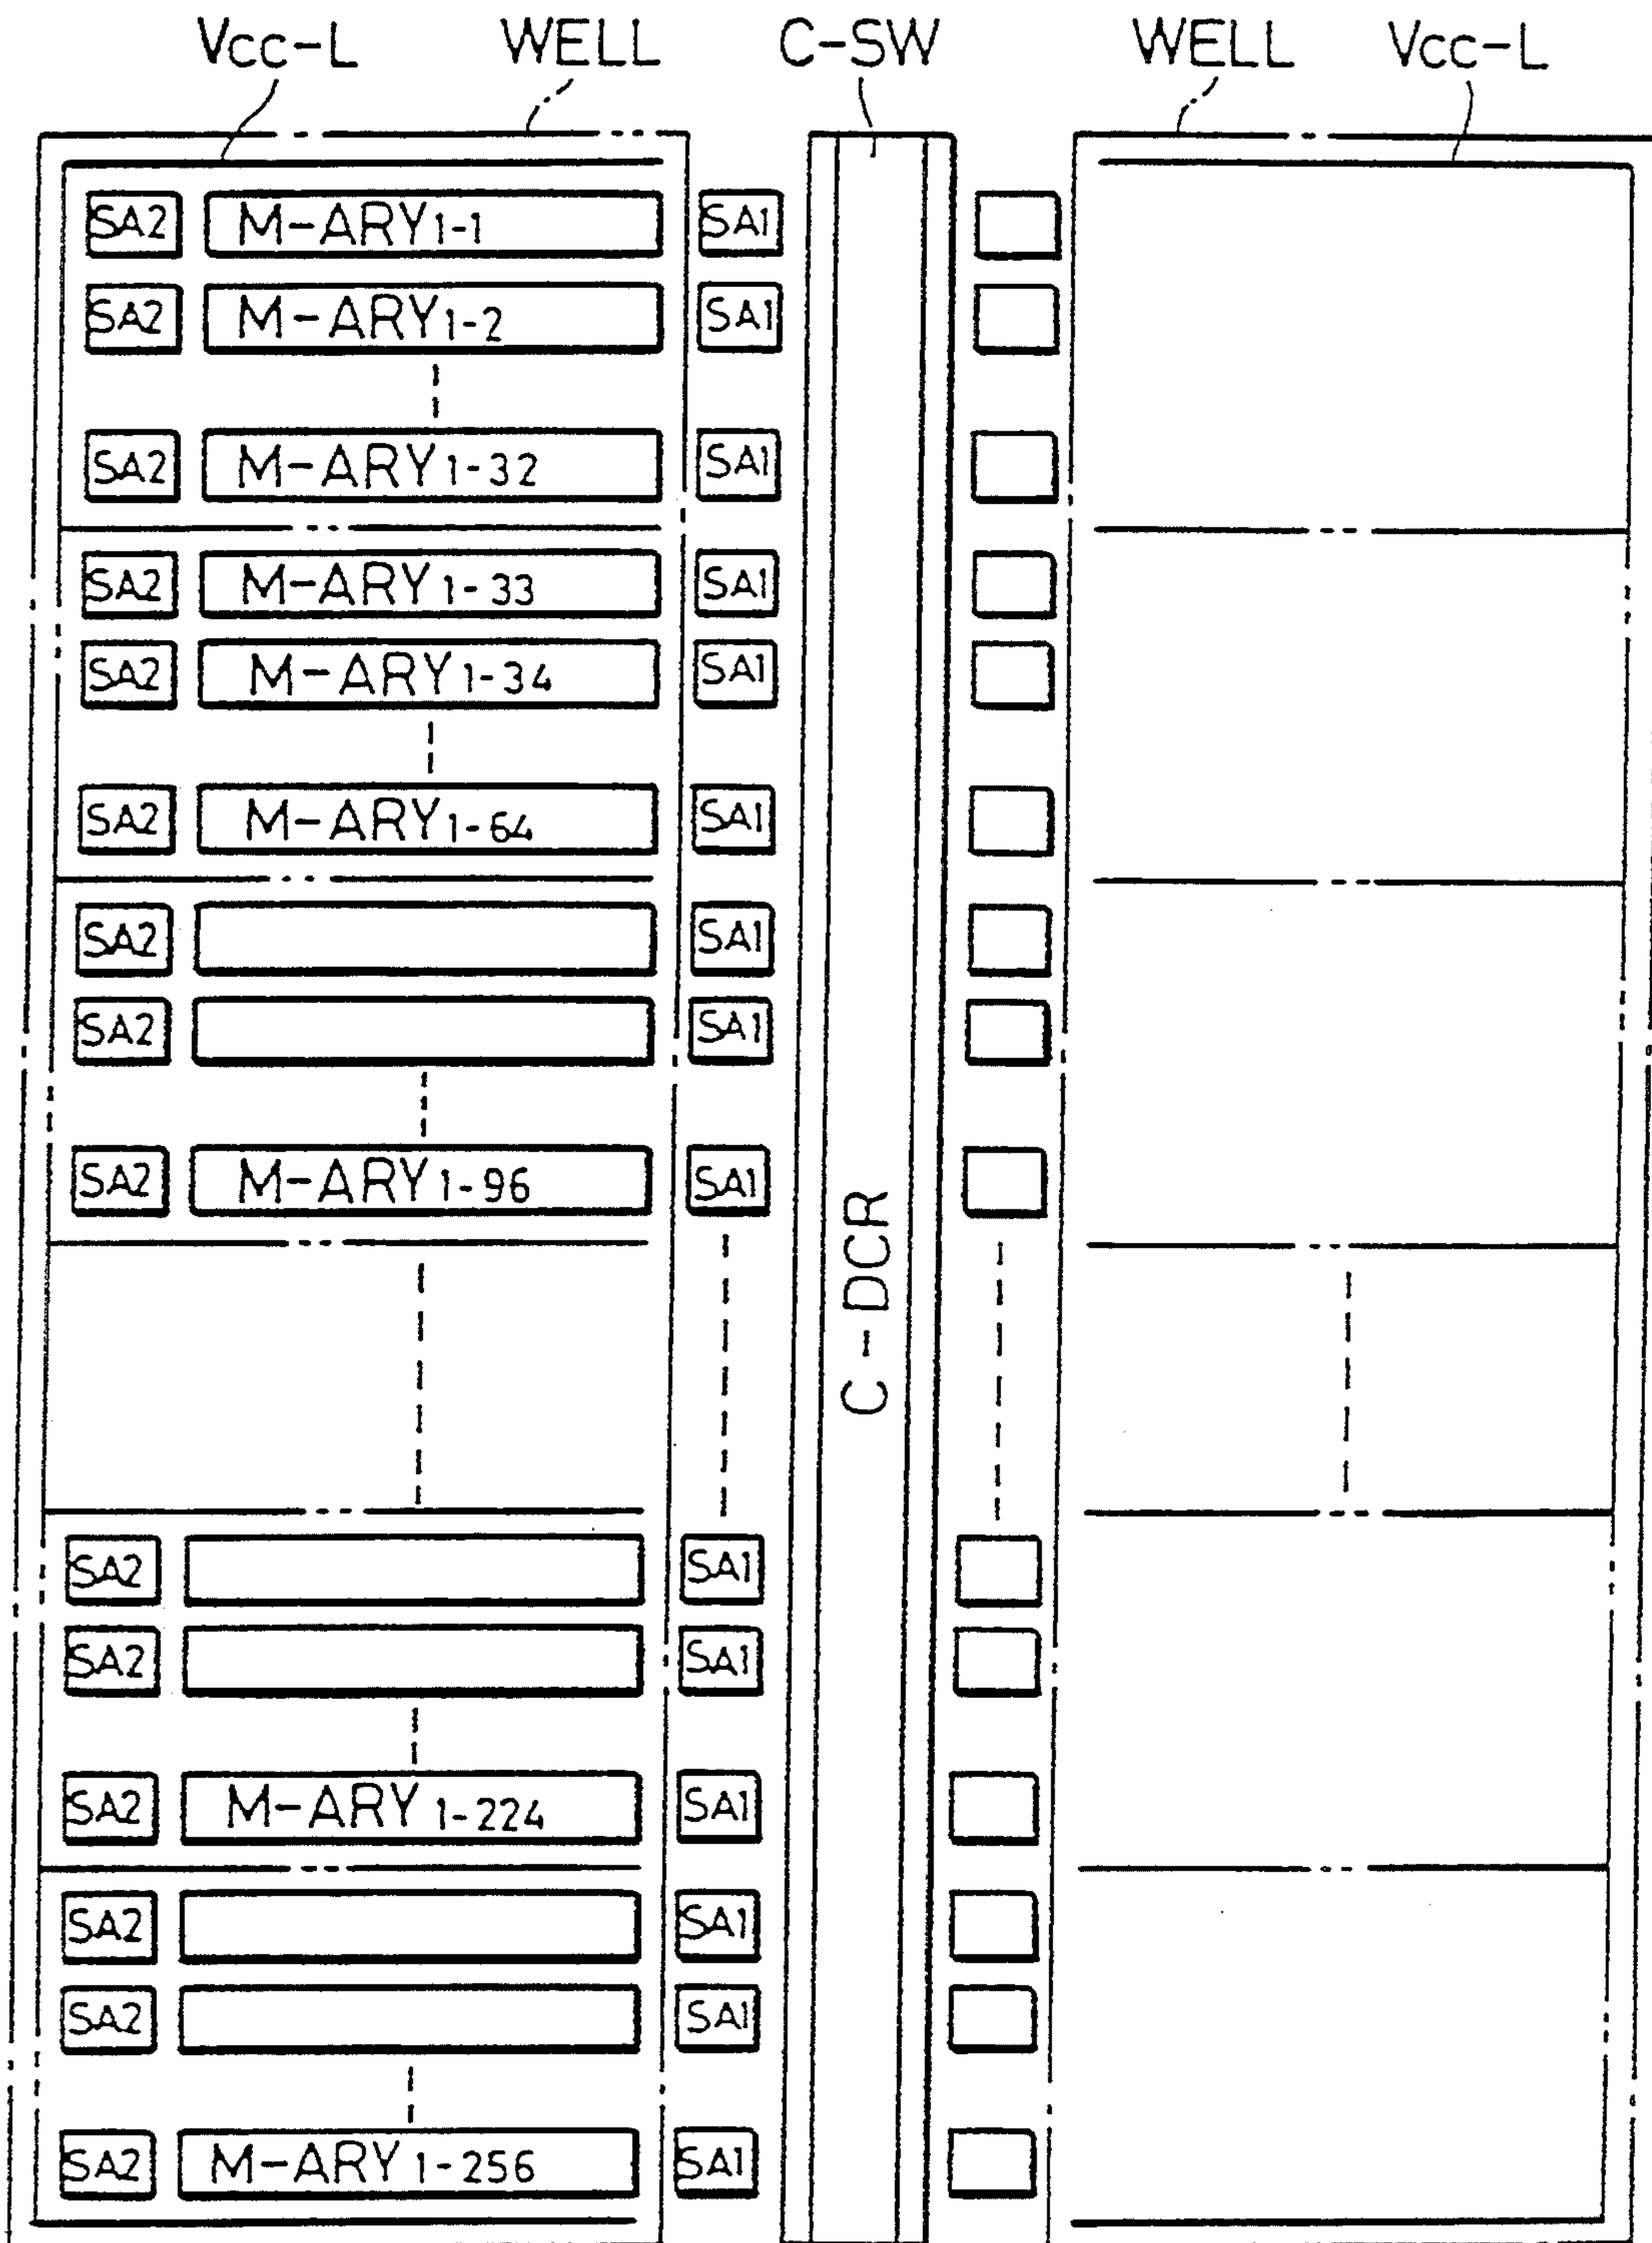 Vcc-L WELL C-SW WELL Vcc-L
SA2 M-ARY1-1 SA1
SA2 M-ARY1-2 SA1
SA2 M-ARY1-32 SA1
SA2 M-ARY1-33 SA1
SA2 M-ARY1-34 SA1
SA2 M-ARY1-64 SA1
SA2 SA1
SA2 SA1
SA2 M-ARY1-96 SA1
C-DCR
SA2 SA1
SA2 SA1
SA2 M-ARY1-224 SA1
SA2 SA1
SA2 SA1
SA2 M-ARY1-256 SA1